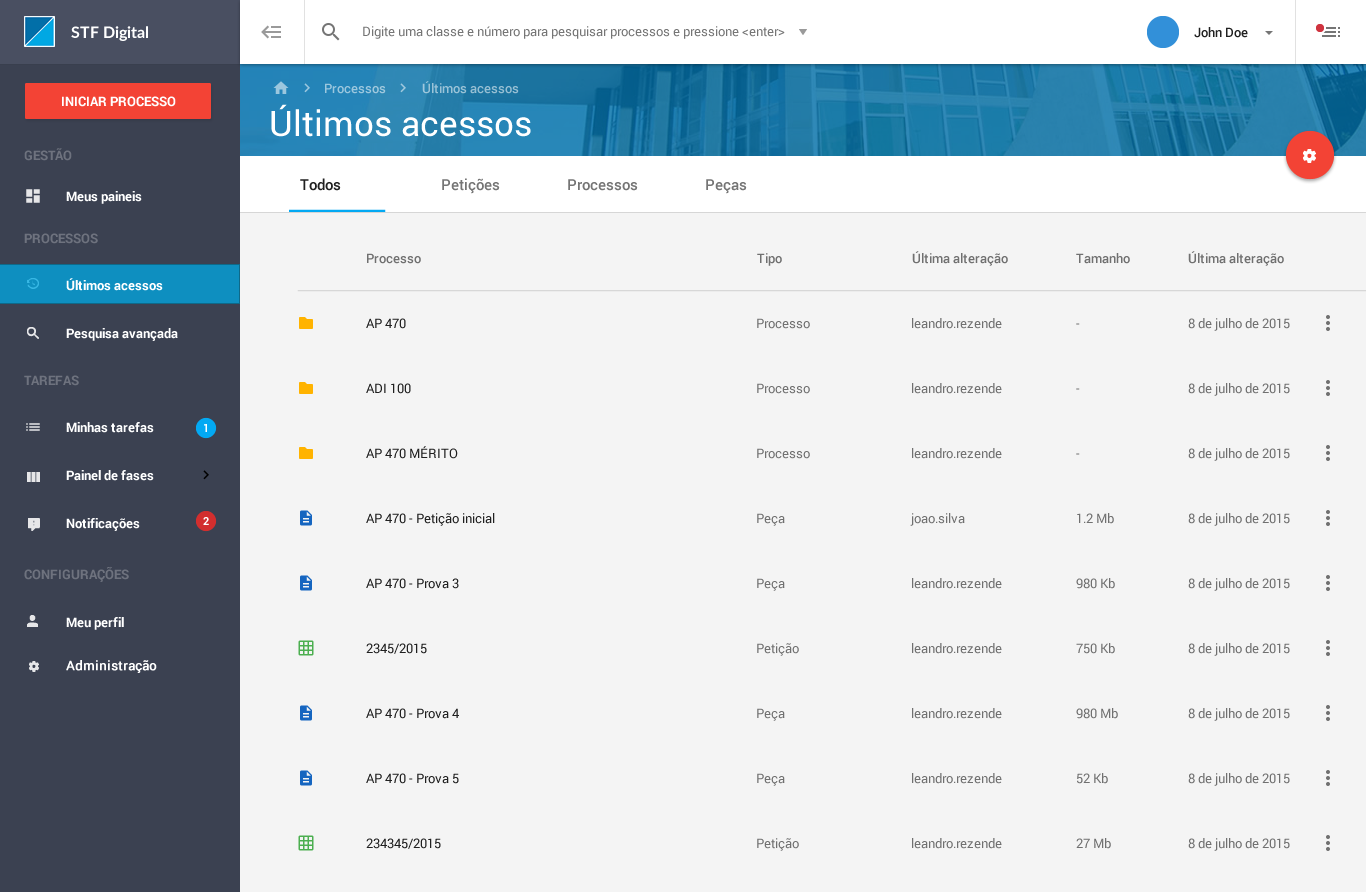 STF Digital
Digite uma classe e número para pesquisar processos e pressione <enter>
John Doe
INICIAR PROCESSO
GESTÃO
Meus paineis
PROCESSOS
Últimos acessos
Pesquisa avançada
TAREFAS
Minhas tarefas 1
Painel de fases
Notificações 2
CONFIGURAÇÕES
Meu perfil
Administração
Processos Últimos acessos
Últimos acessos
Todos Petições Processos Peças
Processo Tipo Última alteração Tamanho Última alteração
AP 470 Processo leandro.rezende - 8 de julho de 2015
ADI 100 Processo leandro.rezende - 8 de julho de 2015
AP 470 MÉRITO Processo leandro.rezende - 8 de julho de 2015
AP 470 - Petição inicial Peça joao.silva 1.2 Mb 8 de julho de 2015
AP 470 - Prova 3 Peça leandro.rezende 980 Kb 8 de julho de 2015
2345/2015 Petição leandro.rezende 750 Kb 8 de julho de 2015
AP 470 - Prova 4 Peça leandro.rezende 980 Mb 8 de julho de 2015
AP 470 - Prova 5 Peça leandro.rezende 52 Kb 8 de julho de 2015
234345/2015 Petição leandro.rezende 27 Mb 8 de julho de 2015